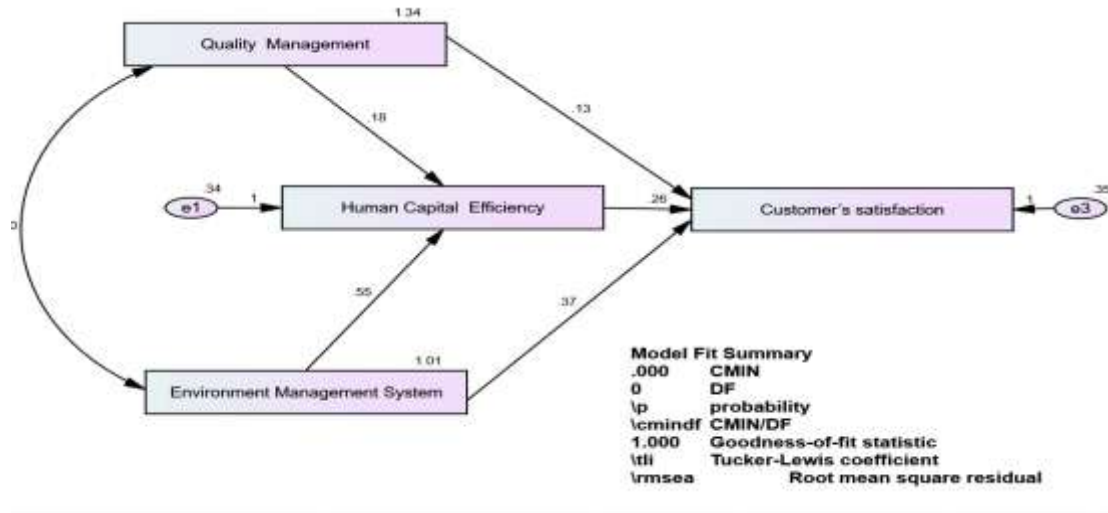 1.34
Quality Management
.13
.18
.34
1
e1
Human Capital Efficiency
.26
Customer's satisfaction
1
.35
e3
.55
.37
1.01
Environment Management System
Model Fit Summary
.000 CMIN
0 DF
\p probability
\cmindf CMIN/DF
1.000 Goodness-of-fit statistic
\tli Tucker-Lewis coefficient
\rmsea Root mean square residual